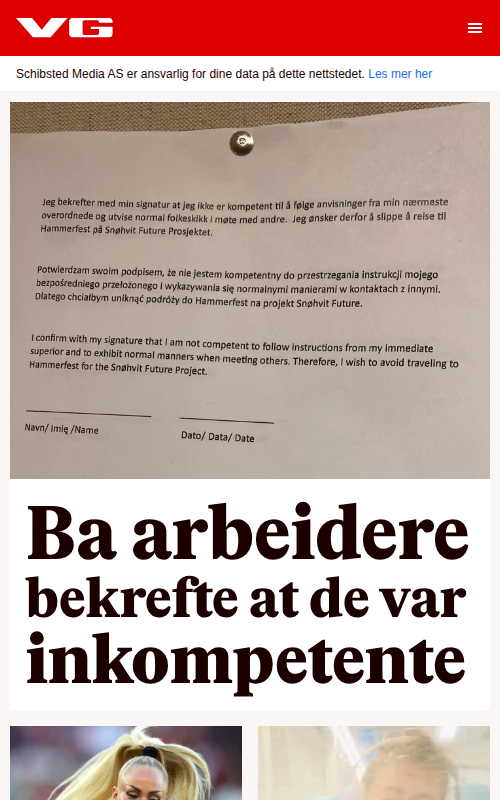 VG
Schibsted Media AS er ansvarlig for dine data på dette nettstedet. Les mer her
Jeg bekrefter med min signatur at jeg ikke er kompetent til å følge anvisninger fra min nærmeste
overordnede og utvise normal folkeskikk i møte med andre. Jeg ønsker derfor å slippe å reise til
Hammerfest på Snøhvit Future Prosjektet.
Potwierdzam swoim podpisem, że nie jestem kompetentny do przestrzegania instrukcji mojego
bezpośredniego przełożonego i wykazywania się normalnymi manierami w kontaktach z innymi.
Dlatego chciałbym uniknąć podróży do Hammerfest na projekt Snøhvit Future.
I confirm with my signature that I am not competent to follow instructions from my immediate
superior and to exhibit normal manners when meeting others. Therefore, I wish to avoid traveling to
Hammerfest for the Snøhvit Future Project.
Navn/ Imię /Name
Dato/ Data/ Date
Ba arbeidere
bekrefte at de var
inkompetente